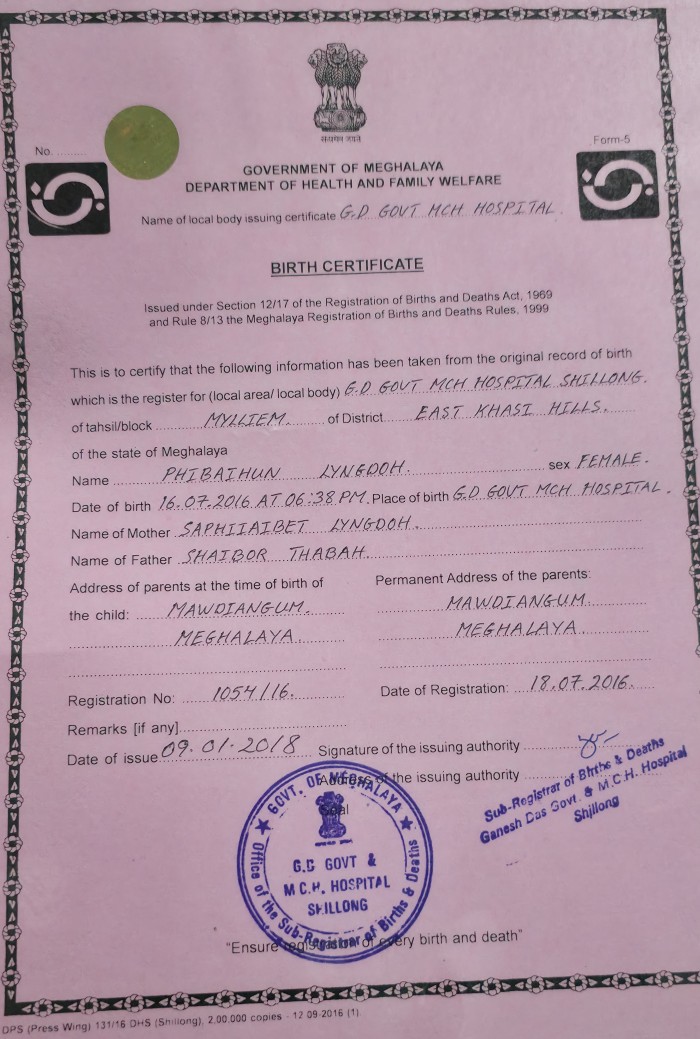 सत्यमेव जयते
No. ..........
Form-5
GOVERNMENT OF MEGHALAYA
DEPARTMENT OF HEALTH AND FAMILY WELFARE
Name of local body issuing certificate G.D GOVT MCH HOSPITAL.
BIRTH CERTIFICATE
Issued under Section 12/17 of the Registration of Births and Deaths Act, 1969
and Rule 8/13 the Meghalaya Registration of Births and Deaths Rules, 1999
This is to certify that the following information has been taken from the original record of birth
which is the register for (local area/ local body) G.D GOVT MCH HOSPITAL SHILLONG.
of tahsil/block MYLLIEM. of District EAST KHASI HILLS.
of the state of Meghalaya
Name PHIBAIHUN LYNGDOH. sex FEMALE.
Date of birth 16.07.2016 AT 06:38 PM. Place of birth G.D GOVT MCH HOSPITAL.
Name of Mother SAPHIIAIBET LYNGDOH.
Name of Father SHAIBOR THABAH.
Address of parents at the time of birth of
the child: MAWDIANGUM.
MEGHALAYA.
Permanent Address of the parents:
MAWDIANGUM.
MEGHALAYA
Registration No: 1054/16. Date of Registration: 18.07.2016.
Remarks [if any]
Date of issue 09.01.2018 Signature of the issuing authority
Address of the issuing authority
Sub-Registrar of Births & Deaths
Ganesh Das Govt. & M.C.H. Hospital
Shillong
Seal
GOVT. OF MEGHALAYA
G.D GOVT &
M C.H. HOSPITAL
SHILLONG
Office of the Sub-Registrar of Births & Deaths
"Ensure registration of every birth and death"
DPS (Press Wing) 131/16 DHS (Shillong), 2,00,000 copies - 12-09-2016 (1).